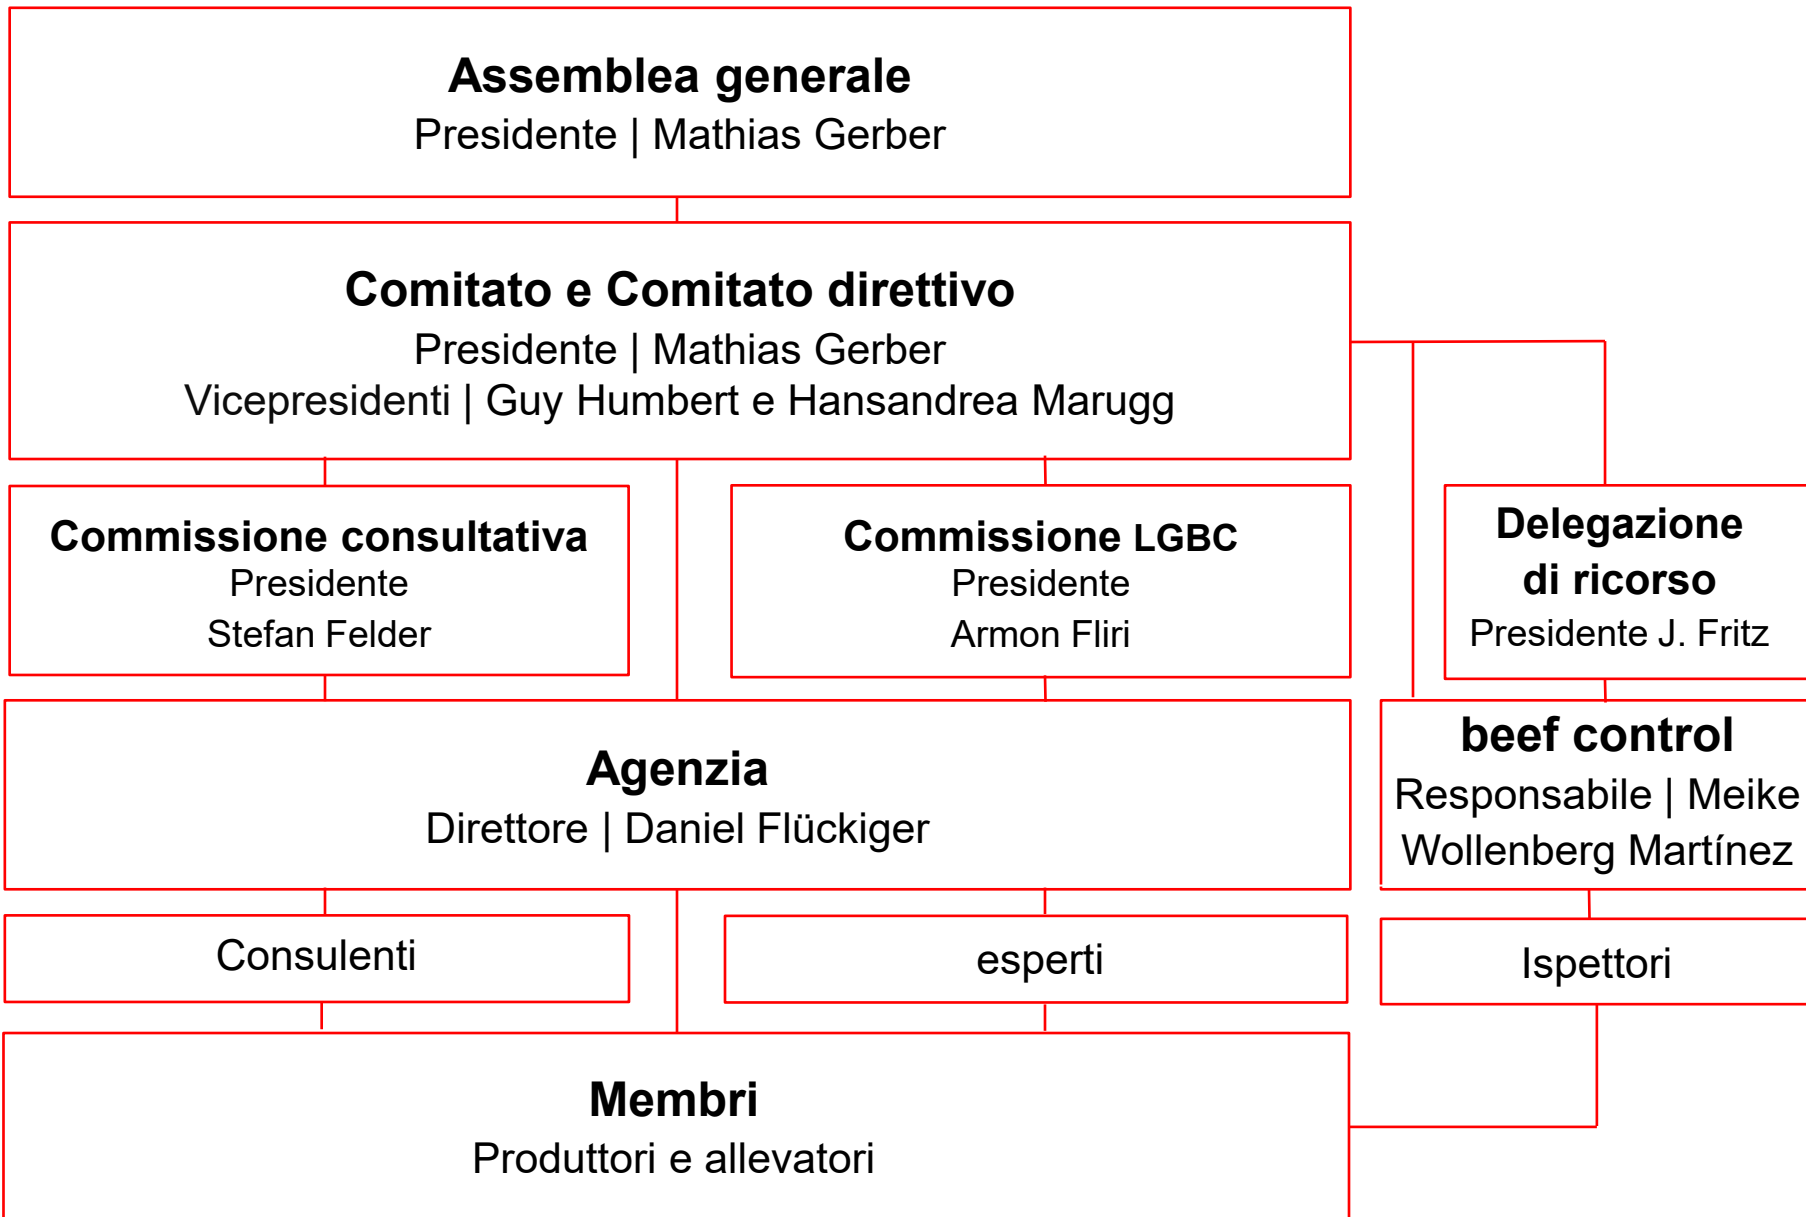 Assemblea generale
Presidente | Mathias Gerber
Comitato e Comitato direttivo
Presidente | Mathias Gerber
Vicepresidenti | Guy Humbert e Hansandrea Marugg
Commissione consultativa
Presidente
Stefan Felder
Commissione LGBC
Presidente
Armon Fliri
Delegazione
di ricorso
Presidente J. Fritz
Agenzia
Direttore | Daniel Flückiger
beef control
Responsabile | Meike
Wollenberg Martínez
Consulenti
esperti
Ispettori
Membri
Produttori e allevatori